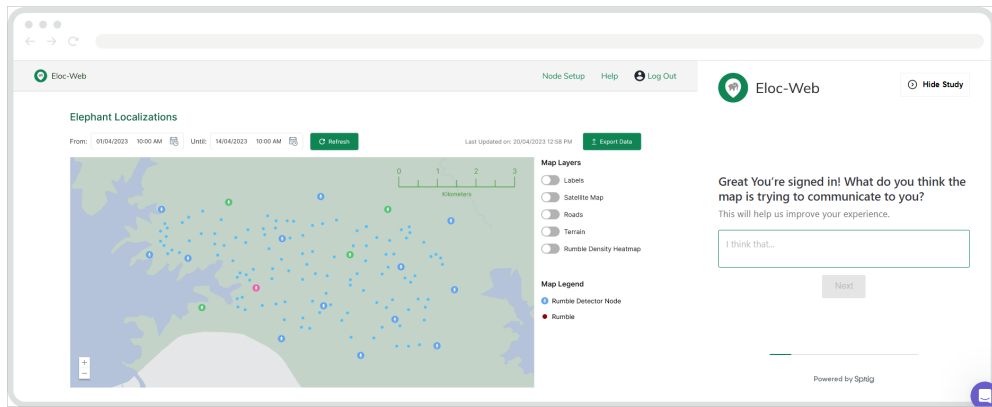 Eloc-Web
Node Setup Help Log Out
Elephant Localizations
From: 01/04/2023 10:00 AM Until: 14/04/2023 10:00 AM Refresh Last Updated on: 20/04/2023 12:58 PM Export Data
0 1 2 3
Kilometers
+
−
Map Layers
Labels
Satellite Map
Roads
Terrain
Rumble Density Heatmap
Map Legend
Rumble Detector Node
Rumble
Eloc-Web
Hide Study
Great You're signed in! What do you think the
map is trying to communicate to you?
This will help us improve your experience.
I think that...
Next
Powered by Sprig